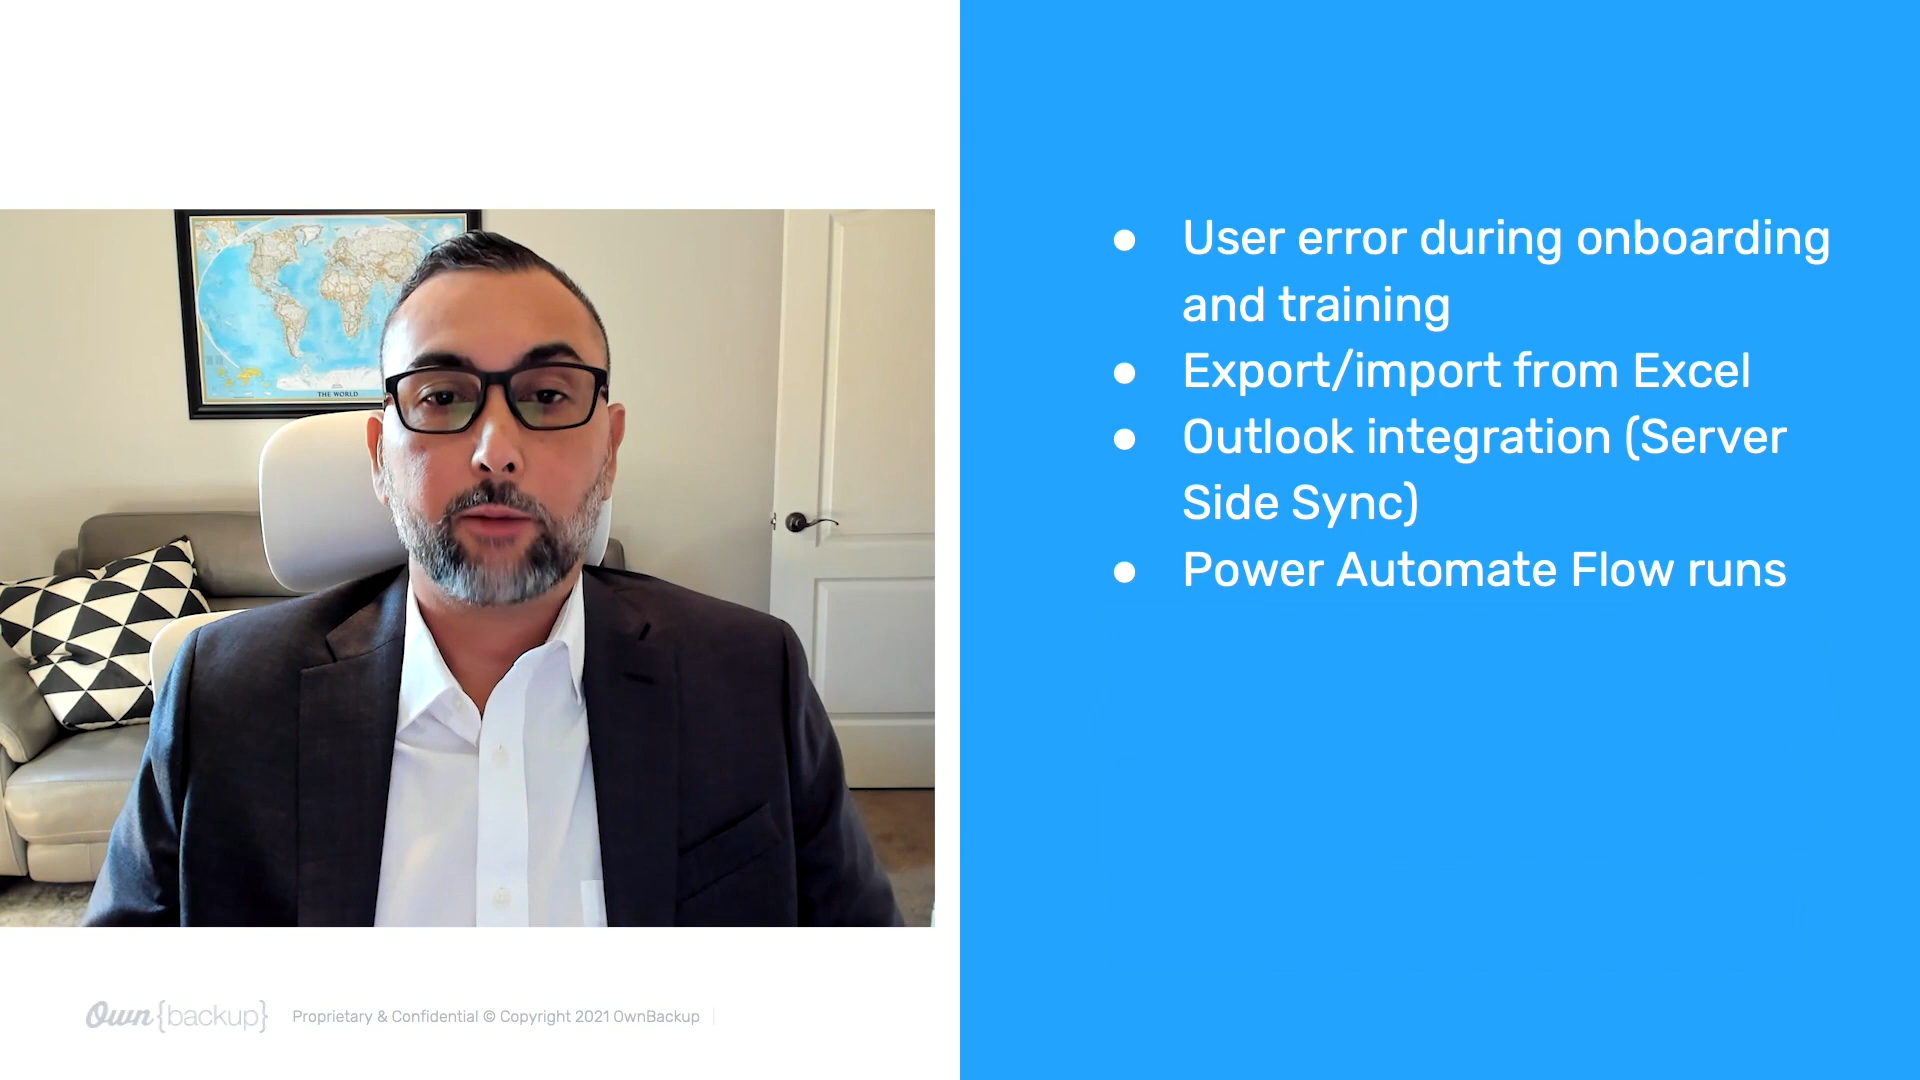 THE WORLD
● User error during onboarding
and training
● Export/import from Excel
● Outlook integration (Server
Side Sync)
● Power Automate Flow runs
Own{backup} Proprietary & Confidential © Copyright 2021 OwnBackup